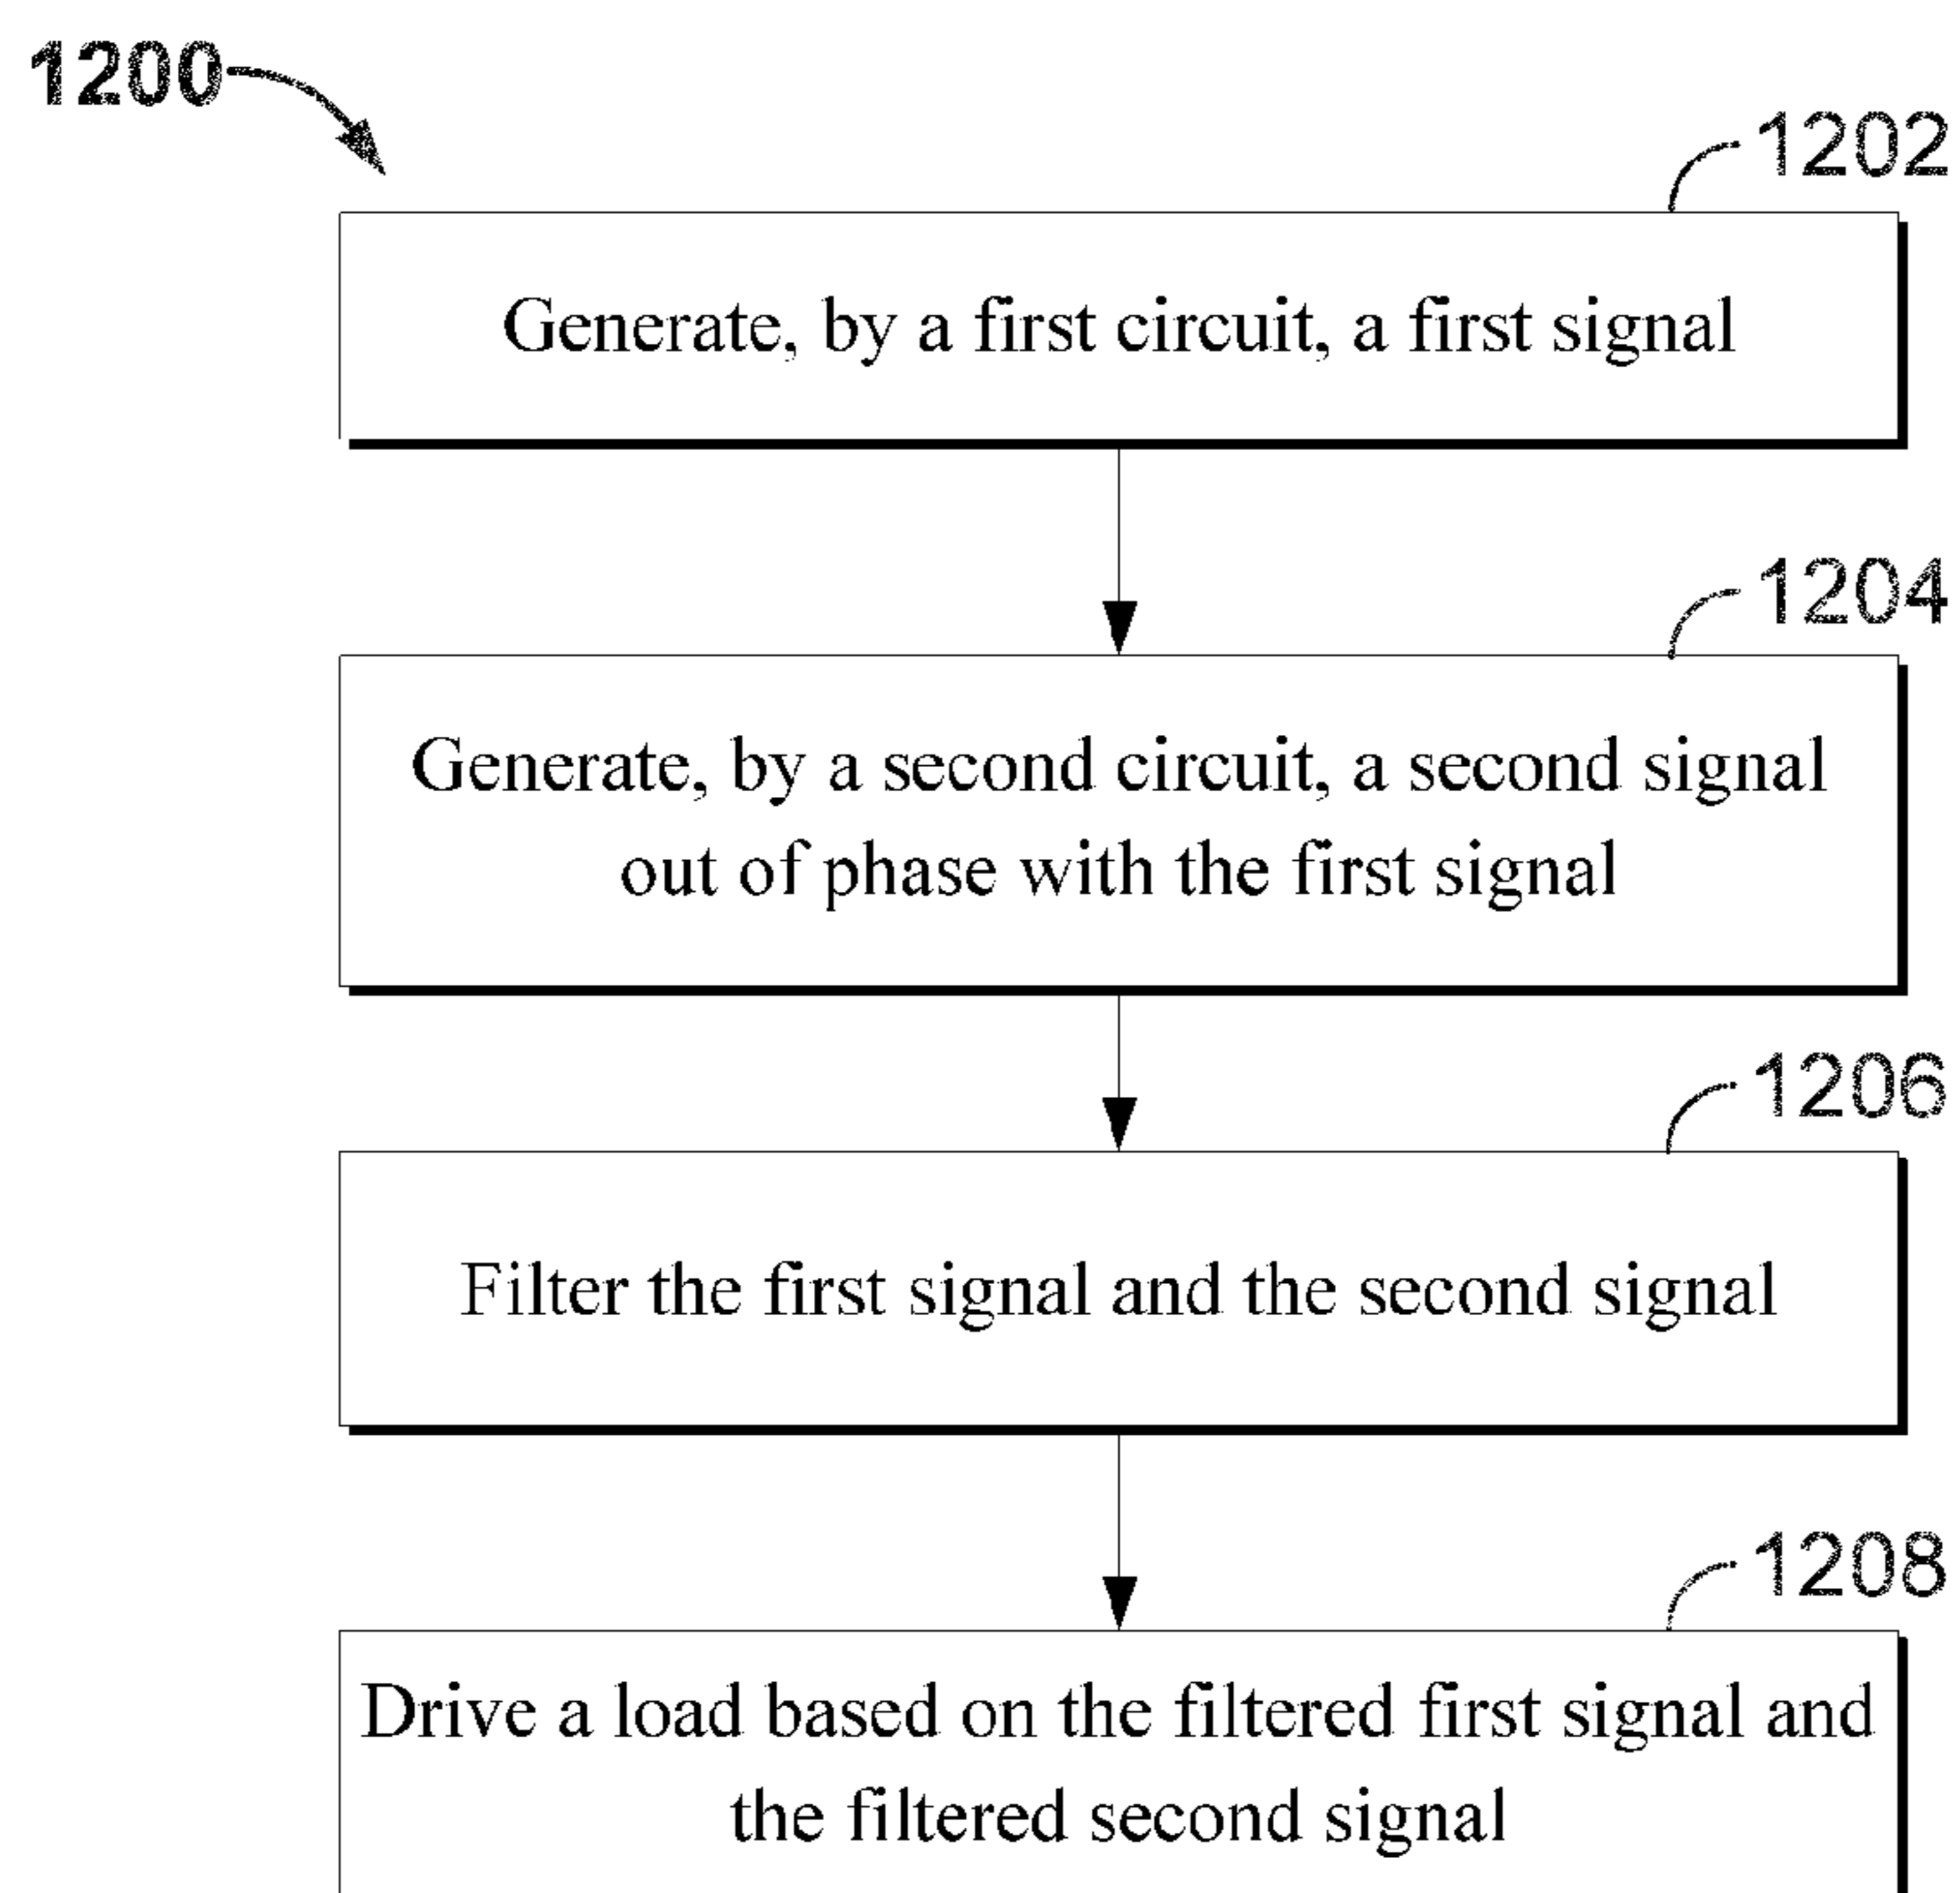 1200
1202
Generate, by a first circuit, a first signal
1204
Generate, by a second circuit, a second signal
out of phase with the first signal
1206
Filter the first signal and the second signal
1208
Drive a load based on the filtered first signal and
the filtered second signal